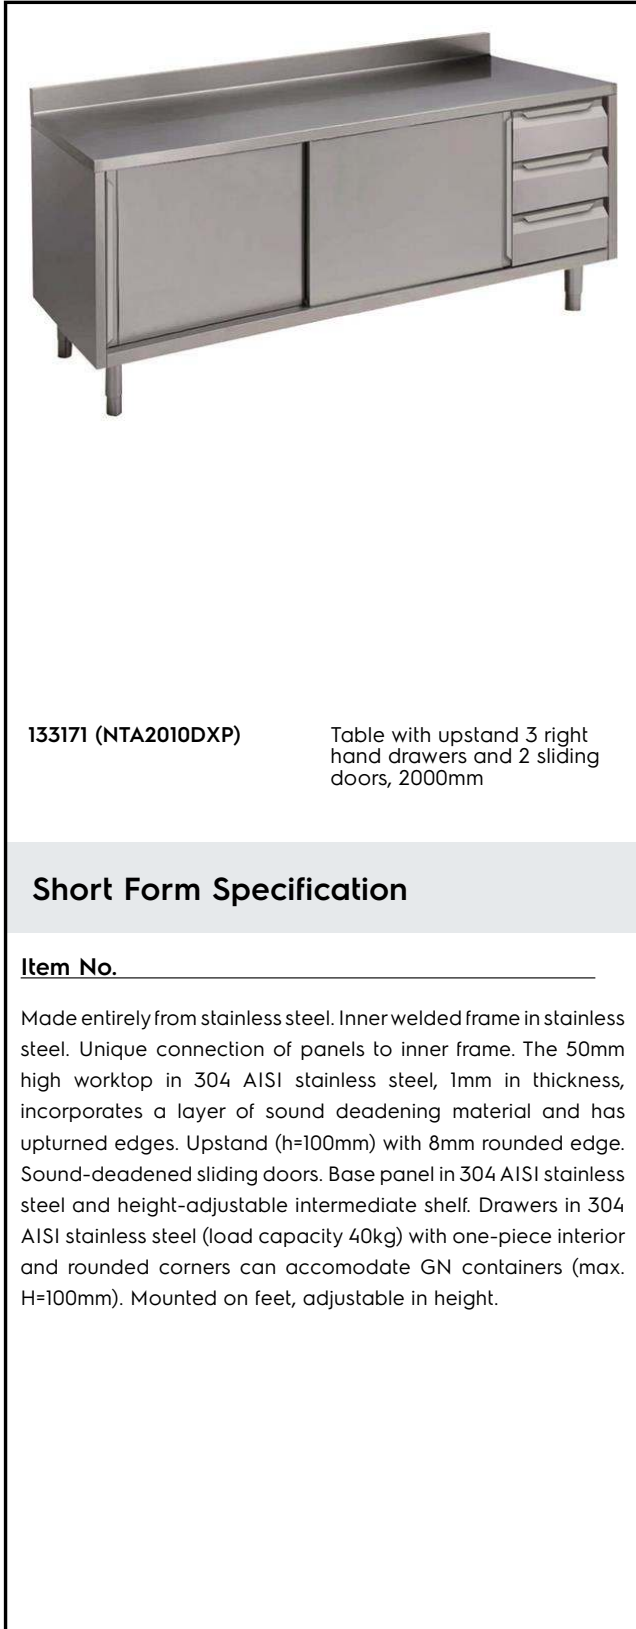 133171 (NTA2010DXP)
Table with upstand 3 right
hand drawers and 2 sliding
doors, 2000mm
Short Form Specification
Item No.
Made entirely from stainless steel. Inner welded frame in stainless
steel. Unique connection of panels to inner frame. The 50mm
high worktop in 304 AISI stainless steel, 1mm in thickness,
incorporates a layer of sound deadening material and has
upturned edges. Upstand (h=100mm) with 8mm rounded edge.
Sound-deadened sliding doors. Base panel in 304 AISI stainless
steel and height-adjustable intermediate shelf. Drawers in 304
AISI stainless steel (load capacity 40kg) with one-piece interior
and rounded corners can accomodate GN containers (max.
H=100mm). Mounted on feet, adjustable in height.